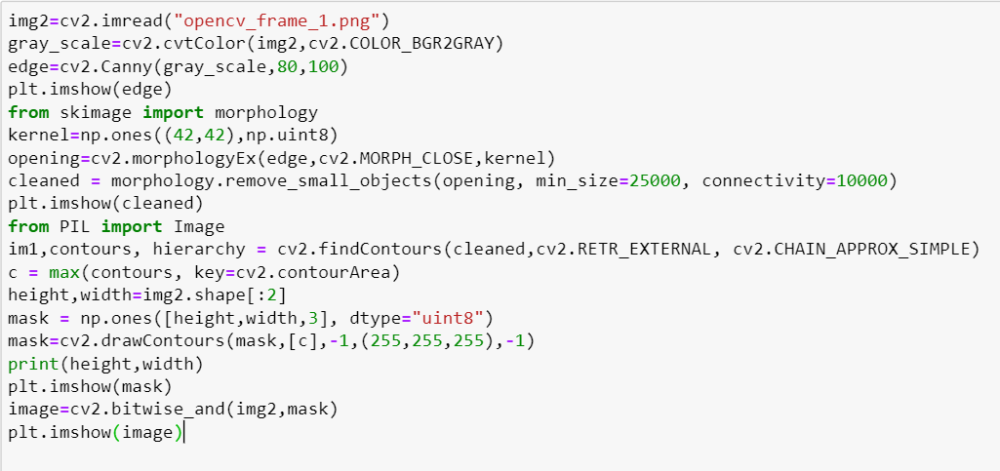 img2=cv2.imread("opencv_frame_1.png")
gray_scale=cv2.cvtColor(img2,cv2.COLOR_BGR2GRAY)
edge=cv2.Canny(gray_scale,80,100)
plt.imshow(edge)
from skimage import morphology
kernel=np.ones((42,42),np.uint8)
opening=cv2.morphologyEx(edge,cv2.MORPH_CLOSE,kernel)
cleaned = morphology.remove_small_objects(opening, min_size=25000, connectivity=10000)
plt.imshow(cleaned)
from PIL import Image
im1,contours, hierarchy = cv2.findContours(cleaned,cv2.RETR_EXTERNAL, cv2.CHAIN_APPROX_SIMPLE)
c = max(contours, key=cv2.contourArea)
height,width=img2.shape[:2]
mask = np.ones([height,width,3], dtype="uint8")
mask=cv2.drawContours(mask,[c],-1,(255,255,255),-1)
print(height,width)
plt.imshow(mask)
image=cv2.bitwise_and(img2,mask)
plt.imshow(image)